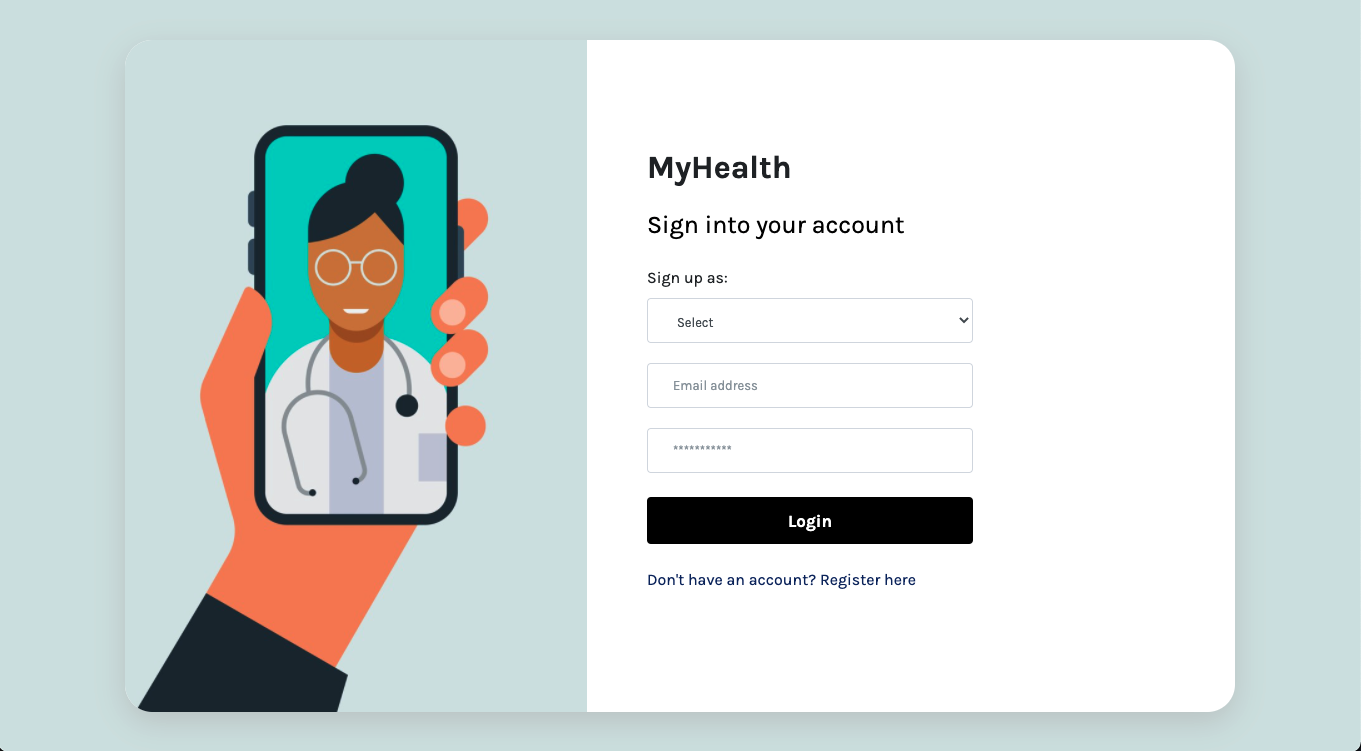 MyHealth
Sign into your account
Sign up as:
Select
Email address
***********
Login
Don't have an account? Register here